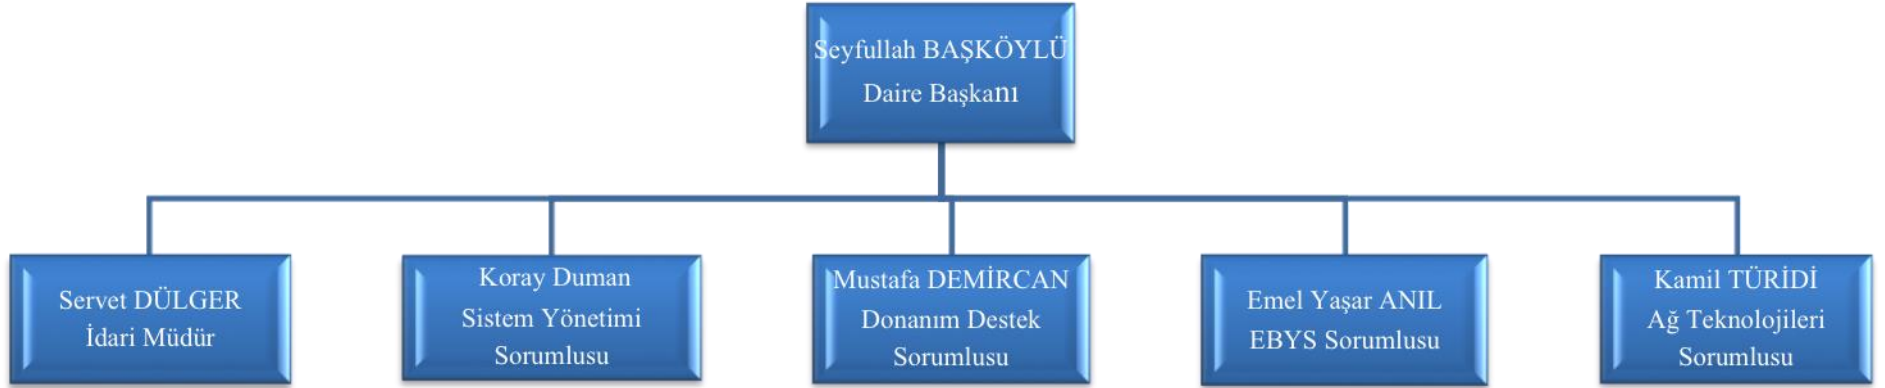 Seyfullah BAŞKÖYLÜ
Daire Başkanı
Servet DÜLGER
İdari Müdür
Koray Duman
Sistem Yönetimi
Sorumlusu
Mustafa DEMİRCAN
Donanım Destek
Sorumlusu
Emel Yaşar ANIL
EBYS Sorumlusu
Kamil TÜRİDİ
Ağ Teknolojileri
Sorumlusu